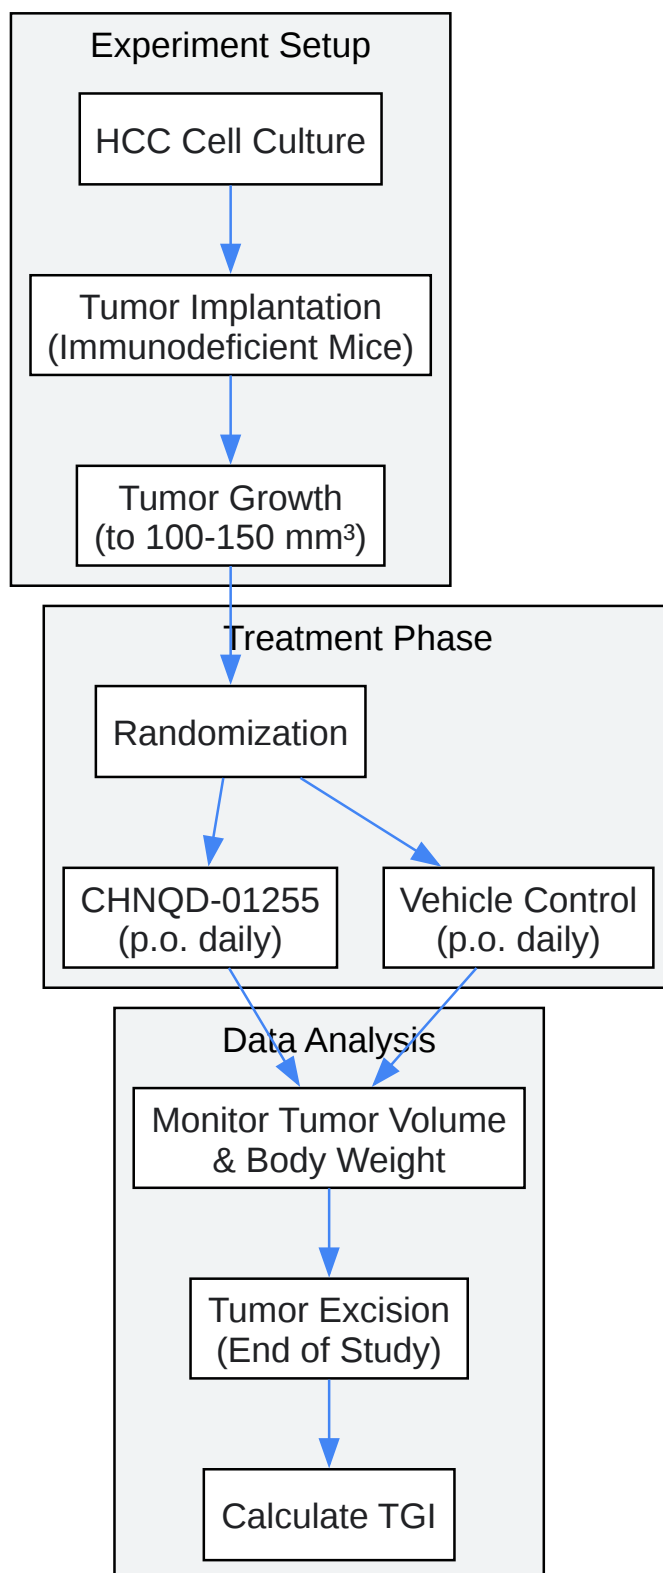 Experiment Setup
HCC Cell Culture
Tumor Implantation
(Immunodeficient Mice)
Tumor Growth
(to 100-150 mm³)
Treatment Phase
Randomization
CHNQD-01255
(p.o. daily)
Vehicle Control
(p.o. daily)
Data Analysis
Monitor Tumor Volume
& Body Weight
Tumor Excision
(End of Study)
Calculate TGI